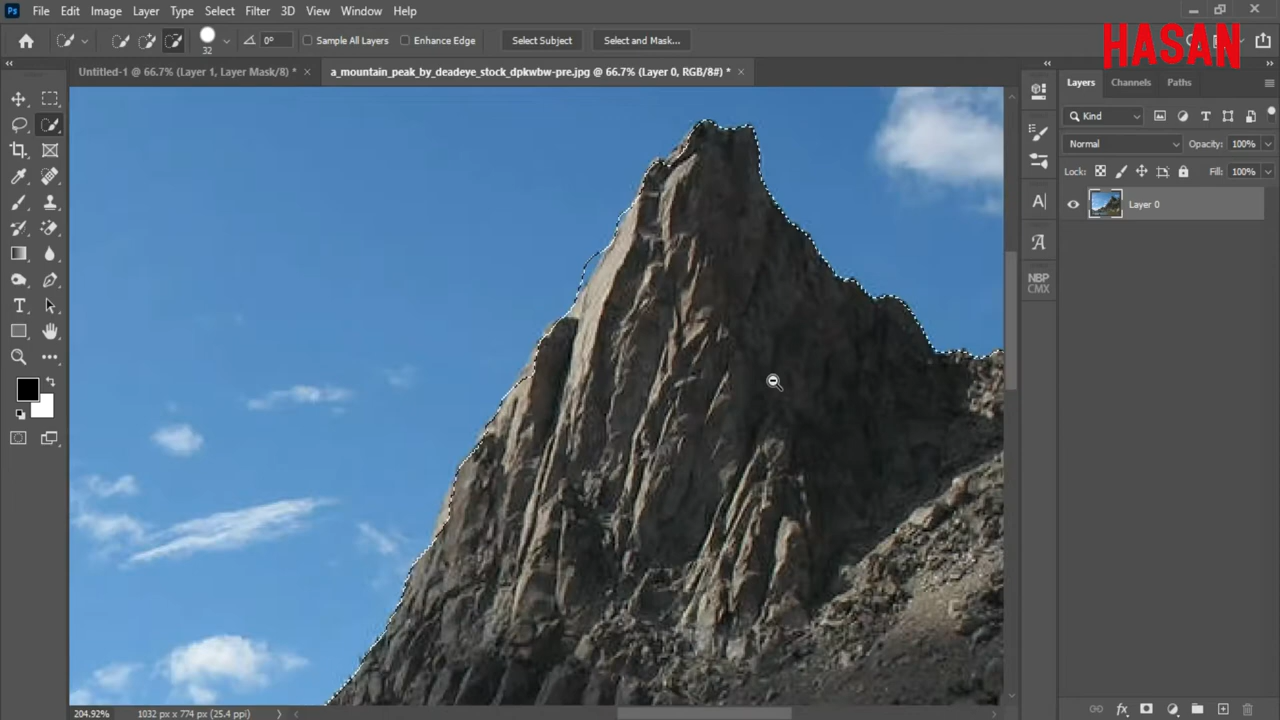 Ps File Edit Image Layer Type Select Filter 3D View Window Help
HASAN
32
0°
Sample All Layers
Enhance Edge
Select Subject
Select and Mask...
Untitled-1 @ 66.7% (Layer 1, Layer Mask/8) * ×
a_mountain_peak_by_deadeye_stock_dpkwbw-pre.jpg @ 66.7% (Layer 0, RGB/8#) * ×
Layers Channels Paths
Kind
Normal
Opacity: 100%
Lock:
Fill: 100%
Layer 0
NBP
CMX
204.92%
1032 px x 774 px (25.4 ppi)